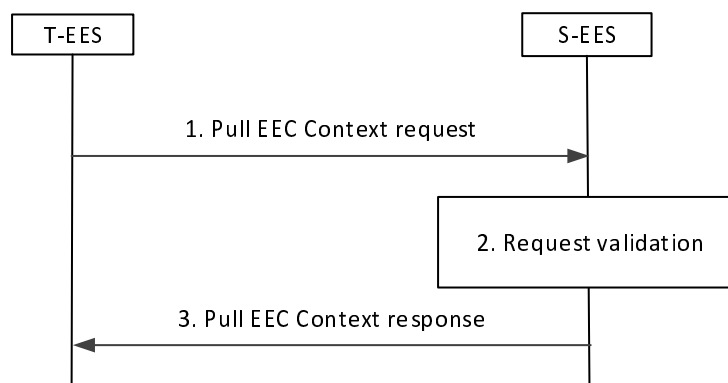 T-EES
S-EES
1. Pull EEC Context request
2. Request validation
3. Pull EEC Context response